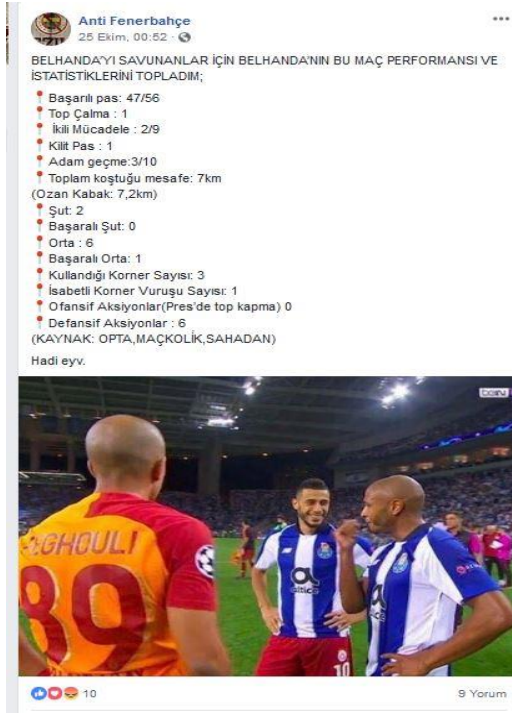 Anti Fenerbahçe
25 Ekim, 00:52 ·
BELHANDA'YI SAVUNANLAR İÇİN BELHANDA'NIN BU MAÇ PERFORMANSI VE
İSTATİSTİKLERİNİ TOPLADIM;
Başarılı pas: 47/56
Top Çalma : 1
İkili Mücadele : 2/9
Kilit Pas : 1
Adam geçme:3/10
Toplam koştuğu mesafe: 7km
(Ozan Kabak: 7,2km)
Şut: 2
Başaralı Şut: 0
Orta : 6
Başaralı Orta: 1
Kullandığı Korner Sayısı: 3
İsabetli Korner Vuruşu Sayısı: 1
Ofansif Aksiyonlar(Pres'de top kapma) 0
Defansif Aksiyonlar : 6
(KAYNAK: OPTA,MAÇKOLİK,SAHADAN)
Hadi eyv.
beIN
EGHOULI
89
altice
10
10
9 Yorum